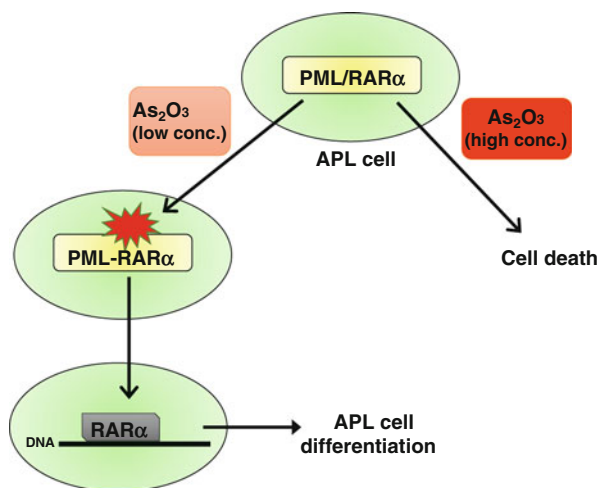 PML/RARα
As₂O₃
(low conc.)
As₂O₃
(high conc.)
APL cell
PML-RARα
Cell death
RARα
DNA
APL cell
differentiation